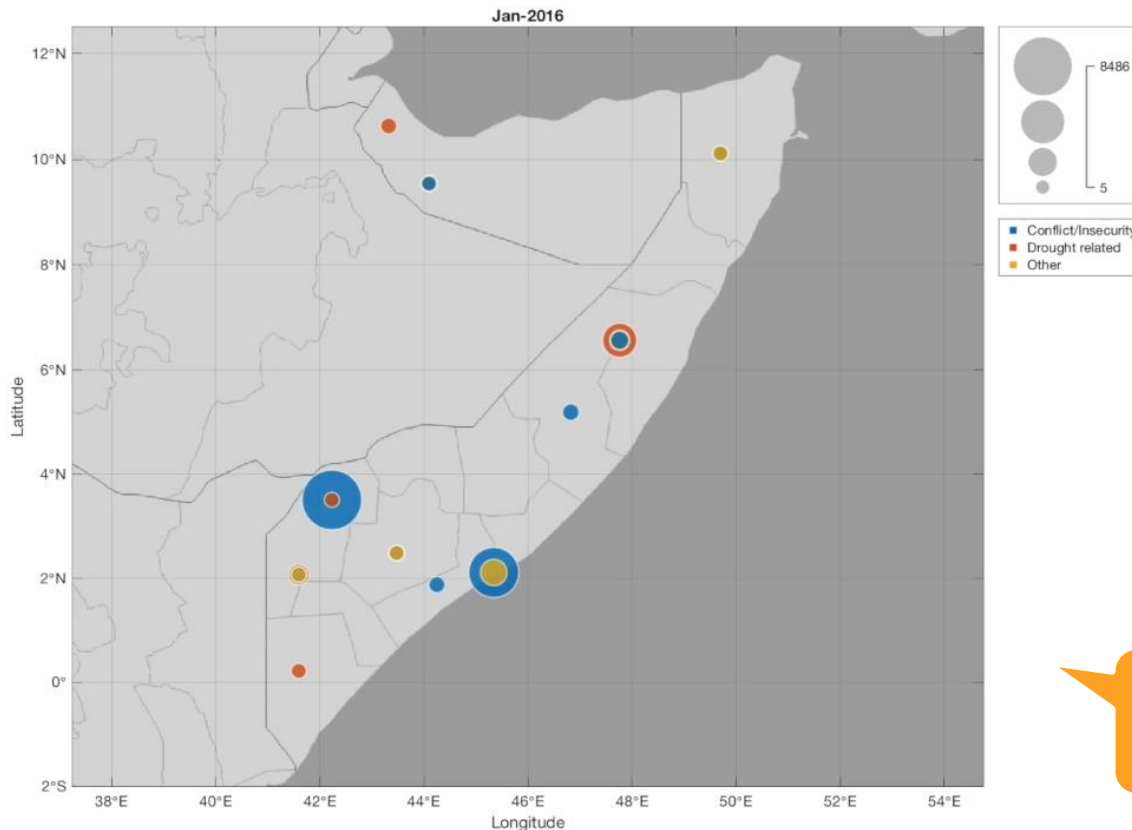 Jan-2016
12°N
10°N
8°N
6°N
4°N
2°N
0°
2°S
Latitude
38°E
40°E
42°E
44°E
46°E
48°E
50°E
52°E
54°E
Longitude
8486
5
Conflict/Insecurity
Drought related
Other